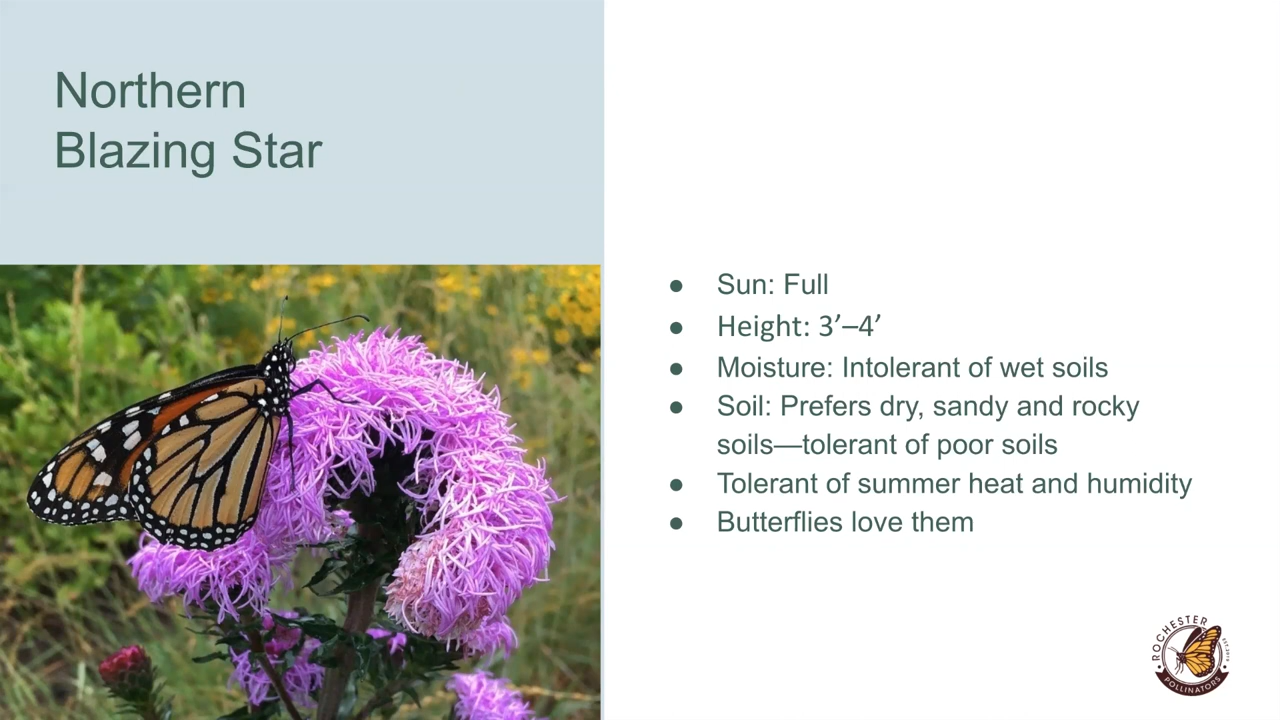 Northern
Blazing Star
● Sun: Full
● Height: 3’–4’
● Moisture: Intolerant of wet soils
● Soil: Prefers dry, sandy and rocky
soils—tolerant of poor soils
● Tolerant of summer heat and humidity
● Butterflies love them
ROCHESTER
POLLINATORS